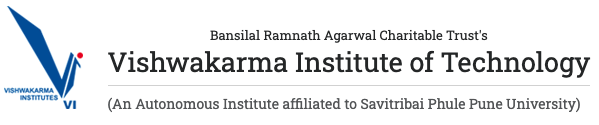 Bansilal Ramnath Agarwal Charitable Trust's
Vishwakarma Institute of Technology
(An Autonomous Institute affiliated to Savitribai Phule Pune University)
VISHWAKARMA
INSTITUTES
VI